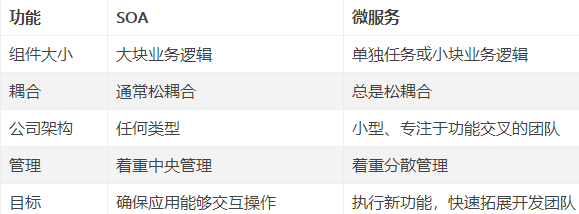 功能 SOA 微服务
组件大小 大块业务逻辑 单独任务或小块业务逻辑
耦合 通常松耦合 总是松耦合
公司架构 任何类型 小型、专注于功能交叉的团队
管理 着重中央管理 着重分散管理
目标 确保应用能够交互操作 执行新功能，快速拓展开发团队